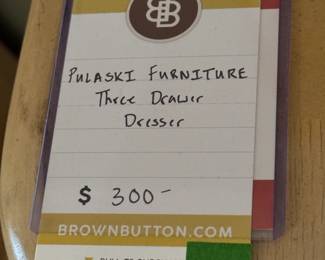 B B
PULASKI FURNITURE
Three Drawer
Dresser
$ 300-
BROWNBUTTON.COM